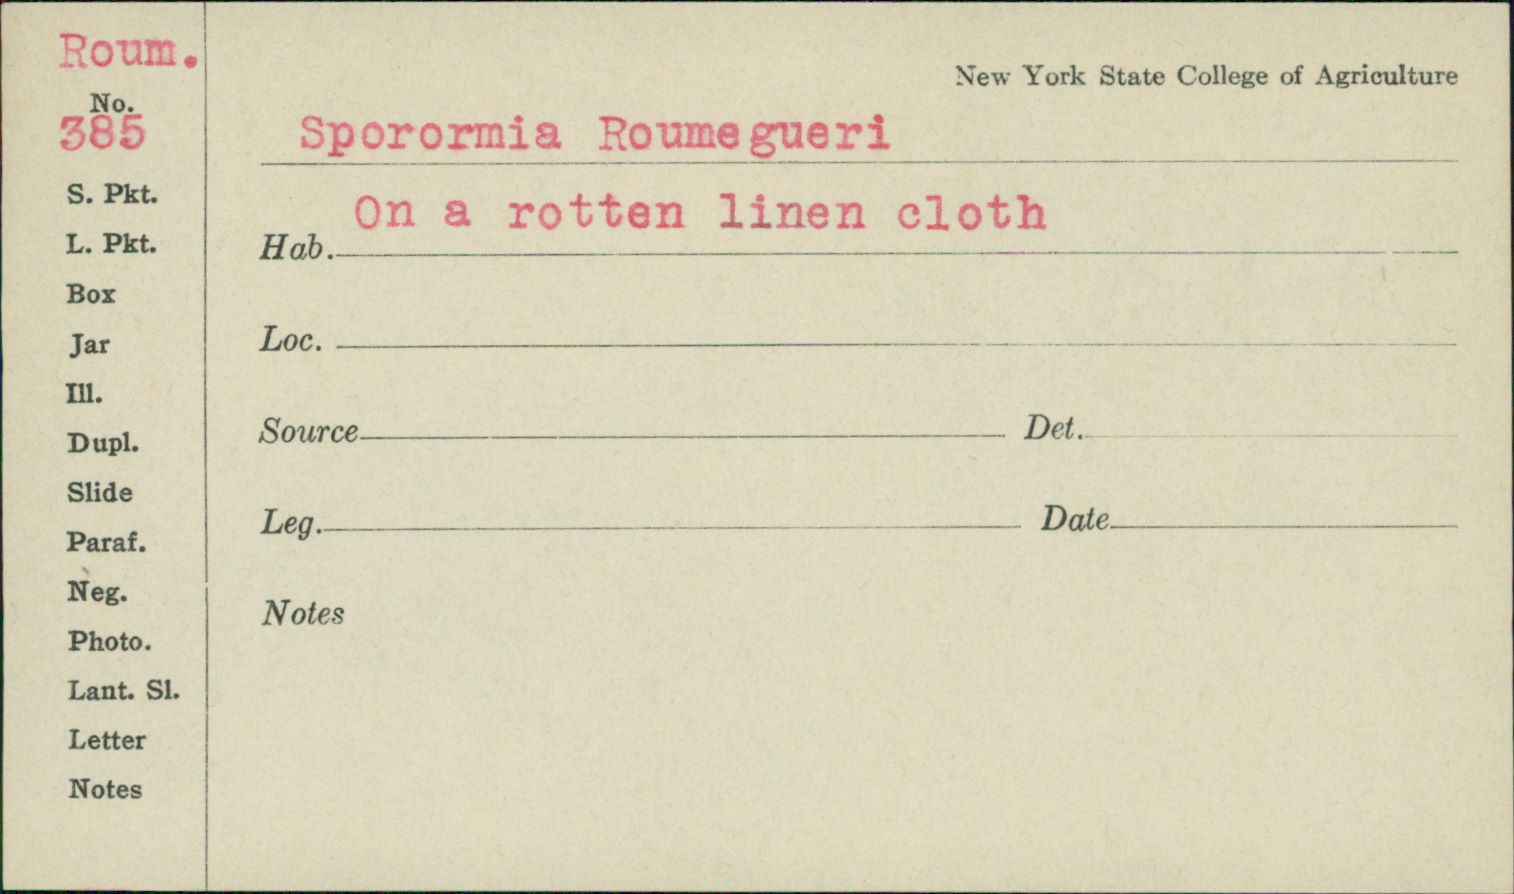 Roum.
No.
385
S. Pkt.
L. Pkt.
Box
Jar
Ill.
Dupl.
Slide
Paraf.
Neg.
Photo.
Lant. Sl.
Letter
Notes
New York State College of Agriculture
Sporormia Roumegueri
On a rotten linen cloth
Hab.
Loc.
Source Det.
Leg. Date
Notes